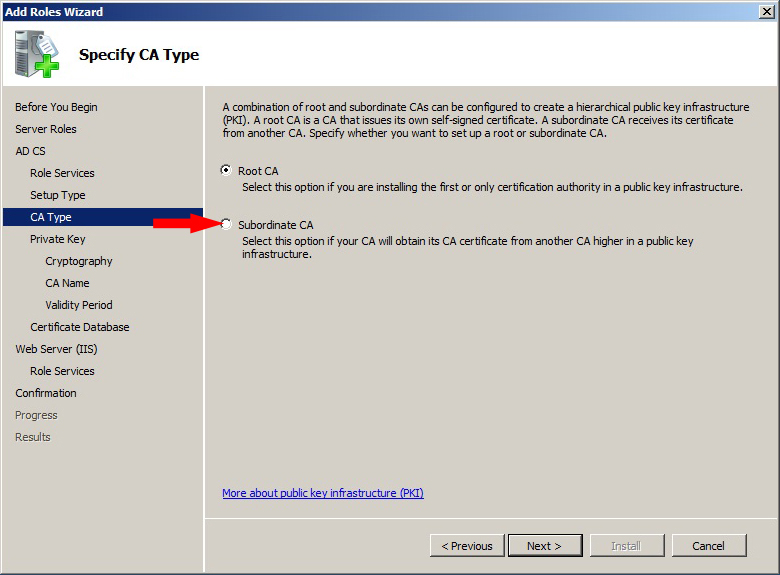 Add Roles Wizard
Specify CA Type
Before You Begin
Server Roles
AD CS
Role Services
Setup Type
CA Type
Private Key
Cryptography
CA Name
Validity Period
Certificate Database
Web Server (IIS)
Role Services
Confirmation
Progress
Results
A combination of root and subordinate CAs can be configured to create a hierarchical public key infrastructure
(PKI). A root CA is a CA that issues its own self-signed certificate. A subordinate CA receives its certificate
from another CA. Specify whether you want to set up a root or subordinate CA.
Root CA
Select this option if you are installing the first or only certification authority in a public key infrastructure.
Subordinate CA
Select this option if your CA will obtain its CA certificate from another CA higher in a public key
infrastructure.
More about public key infrastructure (PKI)
< Previous
Next >
Install
Cancel